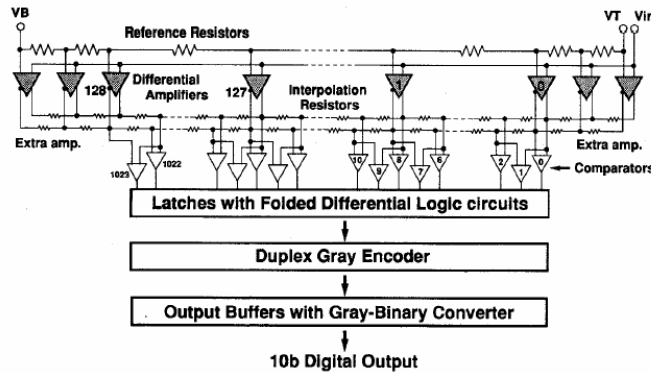 VB
VT Vin
Reference Resistors
Differential
Amplifiers
128
127
1
0
Interpolation
Resistors
Extra amp.
Extra amp.
1023
1022
10
9
8
7
6
2
1
0
Comparators
Latches with Folded Differential Logic circuits
Duplex Gray Encoder
Output Buffers with Gray-Binary Converter
10b Digital Output